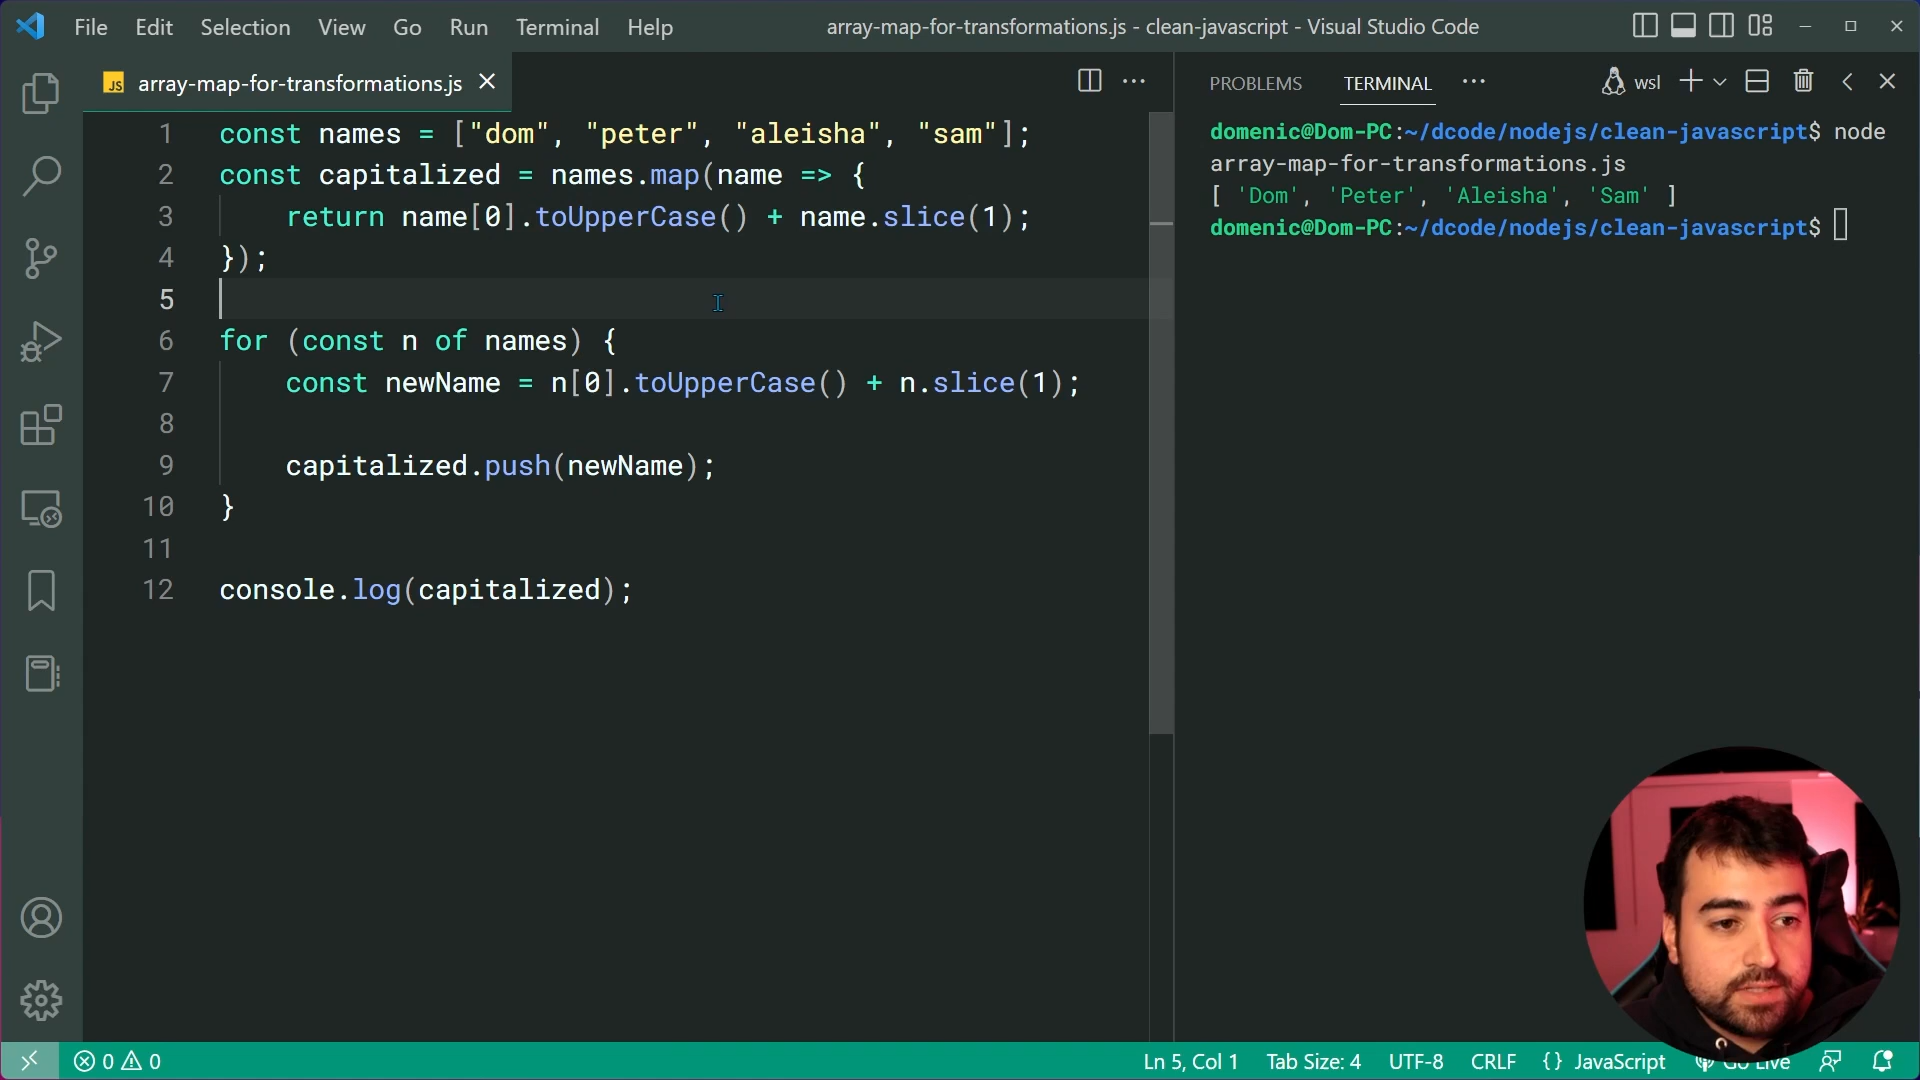 File Edit Selection View Go Run Terminal Help
array-map-for-transformations.js - clean-javascript - Visual Studio Code
JS array-map-for-transformations.js
1 const names = ["dom", "peter", "aleisha", "sam"];
2 const capitalized = names.map(name => {
3 return name[0].toUpperCase() + name.slice(1);
4 });
5
6 for (const n of names) {
7 const newName = n[0].toUpperCase() + n.slice(1);
8
9 capitalized.push(newName);
10 }
11
12 console.log(capitalized);
PROBLEMS TERMINAL ··· wsl
domenic@Dom-PC:~/dcode/nodejs/clean-javascript$ node
array-map-for-transformations.js
[ 'Dom', 'Peter', 'Aleisha', 'Sam' ]
domenic@Dom-PC:~/dcode/nodejs/clean-javascript$
0 0 Ln 5, Col 1 Tab Size: 4 UTF-8 CRLF {} JavaScript Go Live